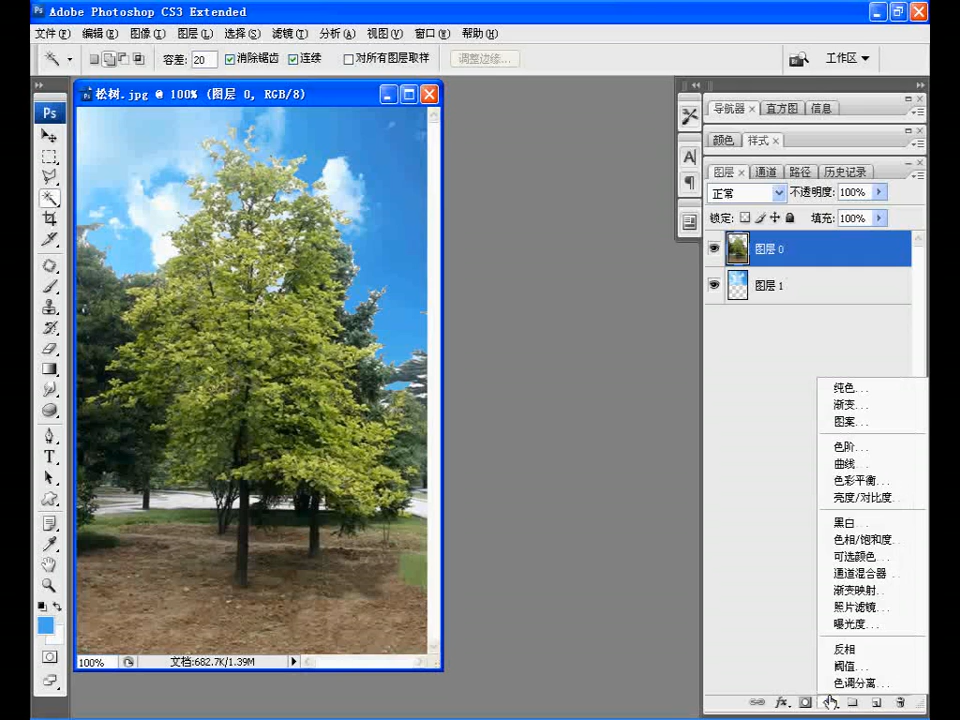 Adobe Photoshop CS3 Extended
文件(F) 编辑(E) 图像(I) 图层(L) 选择(S) 滤镜(T) 分析(A) 视图(V) 窗口(W) 帮助(H)
容差: 20 消除锯齿 连续 对所有图层取样 调整边缘... 工作区
松树.jpg @ 100% (图层 0, RGB/8)
Ps
导航器 × 直方图 信息
颜色 样式 ×
图层 × 通道 路径 历史记录
正常 不透明度: 100%
锁定: 填充: 100%
图层 0
图层 1
纯色...
渐变...
图案...
色阶...
曲线...
色彩平衡...
亮度/对比度...
黑白...
色相/饱和度...
可选颜色...
通道混合器...
渐变映射...
照片滤镜...
曝光度...
反相
阈值...
色调分离...
100% 文档:682.7K/1.39M